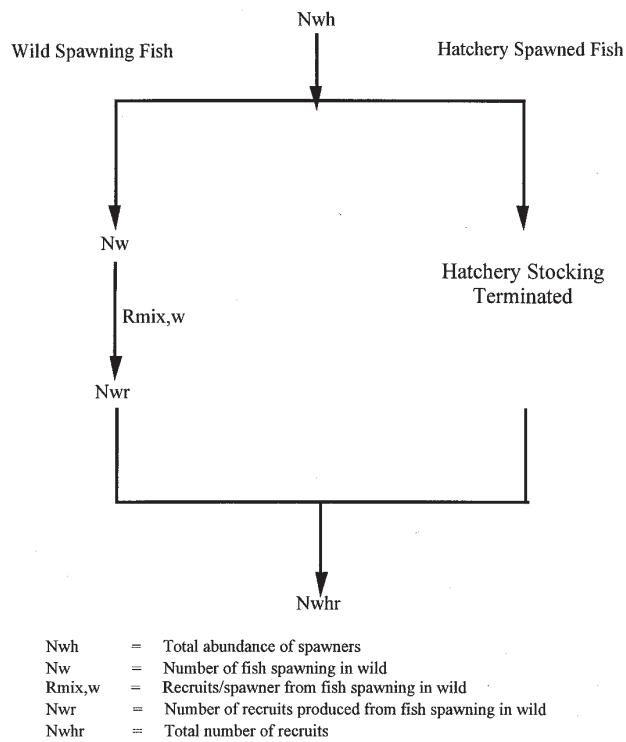 Nwh
Wild Spawning Fish
Hatchery Spawned Fish
Nw
Hatchery Stocking
Terminated
Rmix,w
Nwr
Nwhr
Nwh = Total abundance of spawners
Nw = Number of fish spawning in wild
Rmix,w = Recruits/spawner from fish spawning in wild
Nwr = Number of recruits produced from fish spawning in wild
Nwhr = Total number of recruits